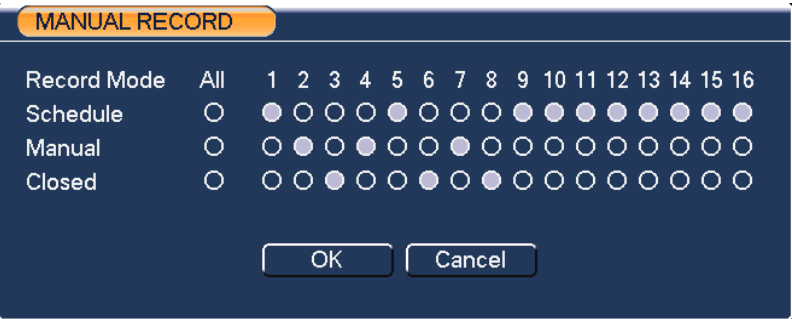 MANUAL RECORD
Record Mode All 1 2 3 4 5 6 7 8 9 10 11 12 13 14 15 16
Schedule
Manual
Closed
OK Cancel